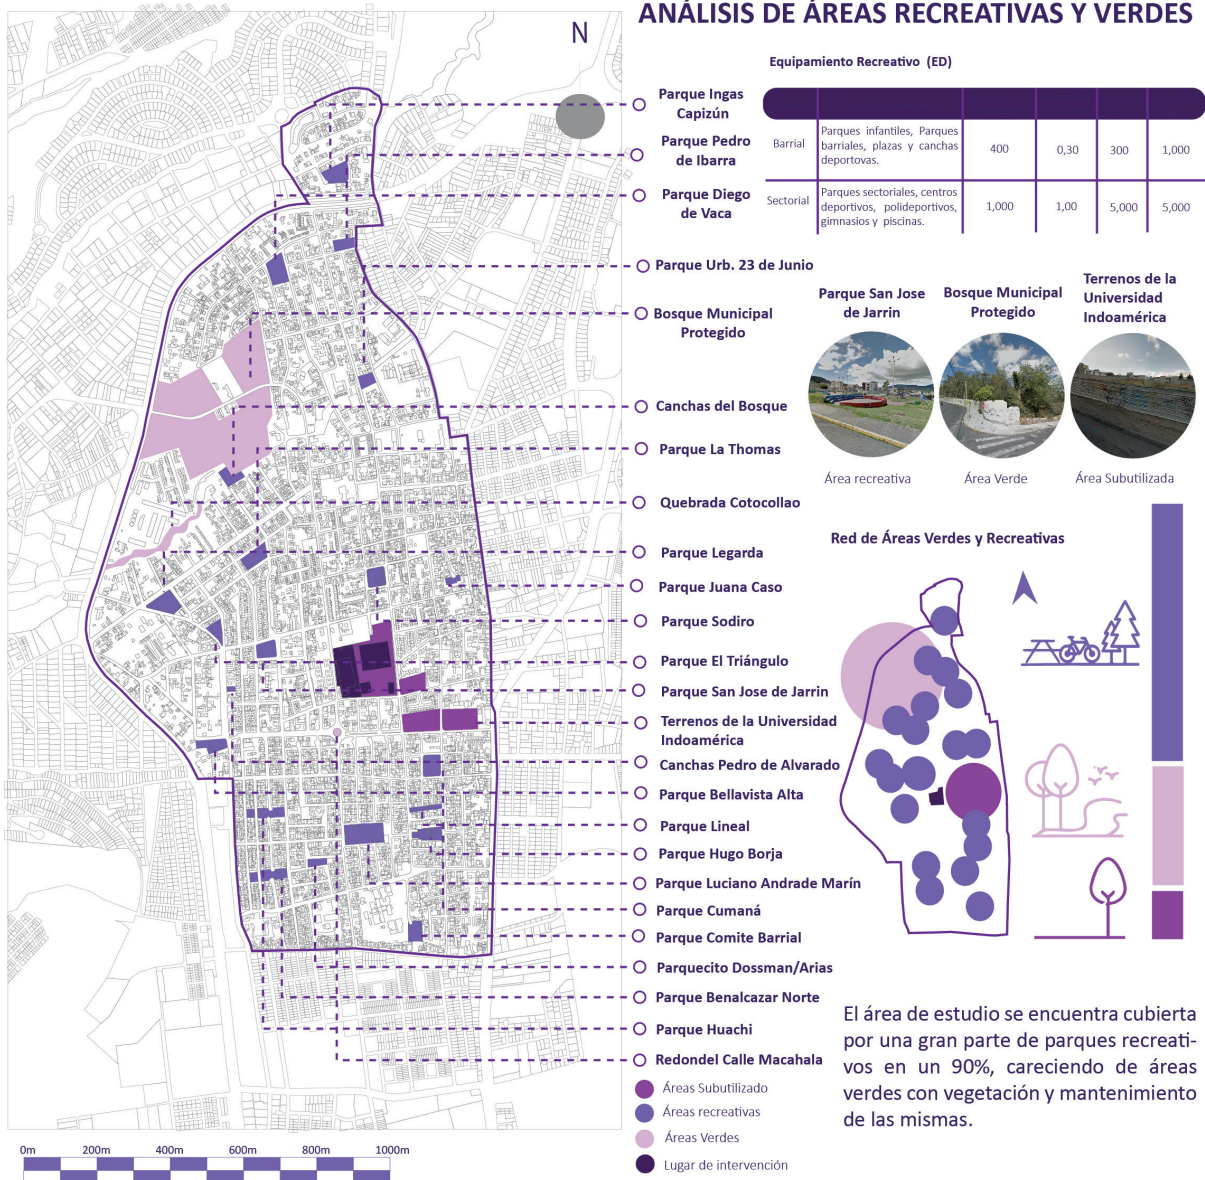 ANÁLISIS DE ÁREAS RECREATIVAS Y VERDES
N
Parque Ingas
Capizún
Parque Pedro
de Ibarra
Parque Diego
de Vaca
Parque Urb. 23 de Junio
Bosque Municipal
Protegido
Canchas del Bosque
Parque La Thomas
Quebrada Cotocollao
Parque Legarda
Parque Juana Caso
Parque Sodiro
Parque El Triángulo
Parque San Jose de Jarrin
Terrenos de la Universidad
Indoamérica
Canchas Pedro de Alvarado
Parque Bellavista Alta
Parque Lineal
Parque Hugo Borja
Parque Luciano Andrade Marín
Parque Cumaná
Parque Comite Barrial
Parquecito Dossman/Arias
Parque Benalcazar Norte
Parque Huachi
Redondel Calle Macahala
Áreas Subutilizado
Áreas recreativas
Áreas Verdes
Lugar de intervención
0m 200m 400m 600m 800m 1000m
Equipamiento Recreativo (ED)
Barrial
Parques infantiles, Parques
barriales, plazas y canchas
deportovas.
400 0,30 300 1,000
Sectorial
Parques sectoriales, centros
deportivos, polideportivos,
gimnasios y piscinas.
1,000 1,00 5,000 5,000
Parque San Jose
de Jarrin
Bosque Municipal
Protegido
Terrenos de la
Universidad
Indoamérica
Área recreativa
Área Verde
Área Subutilizada
Red de Áreas Verdes y Recreativas
El área de estudio se encuentra cubierta
por una gran parte de parques recreati-
vos en un 90%, careciendo de áreas
verdes con vegetación y mantenimiento
de las mismas.